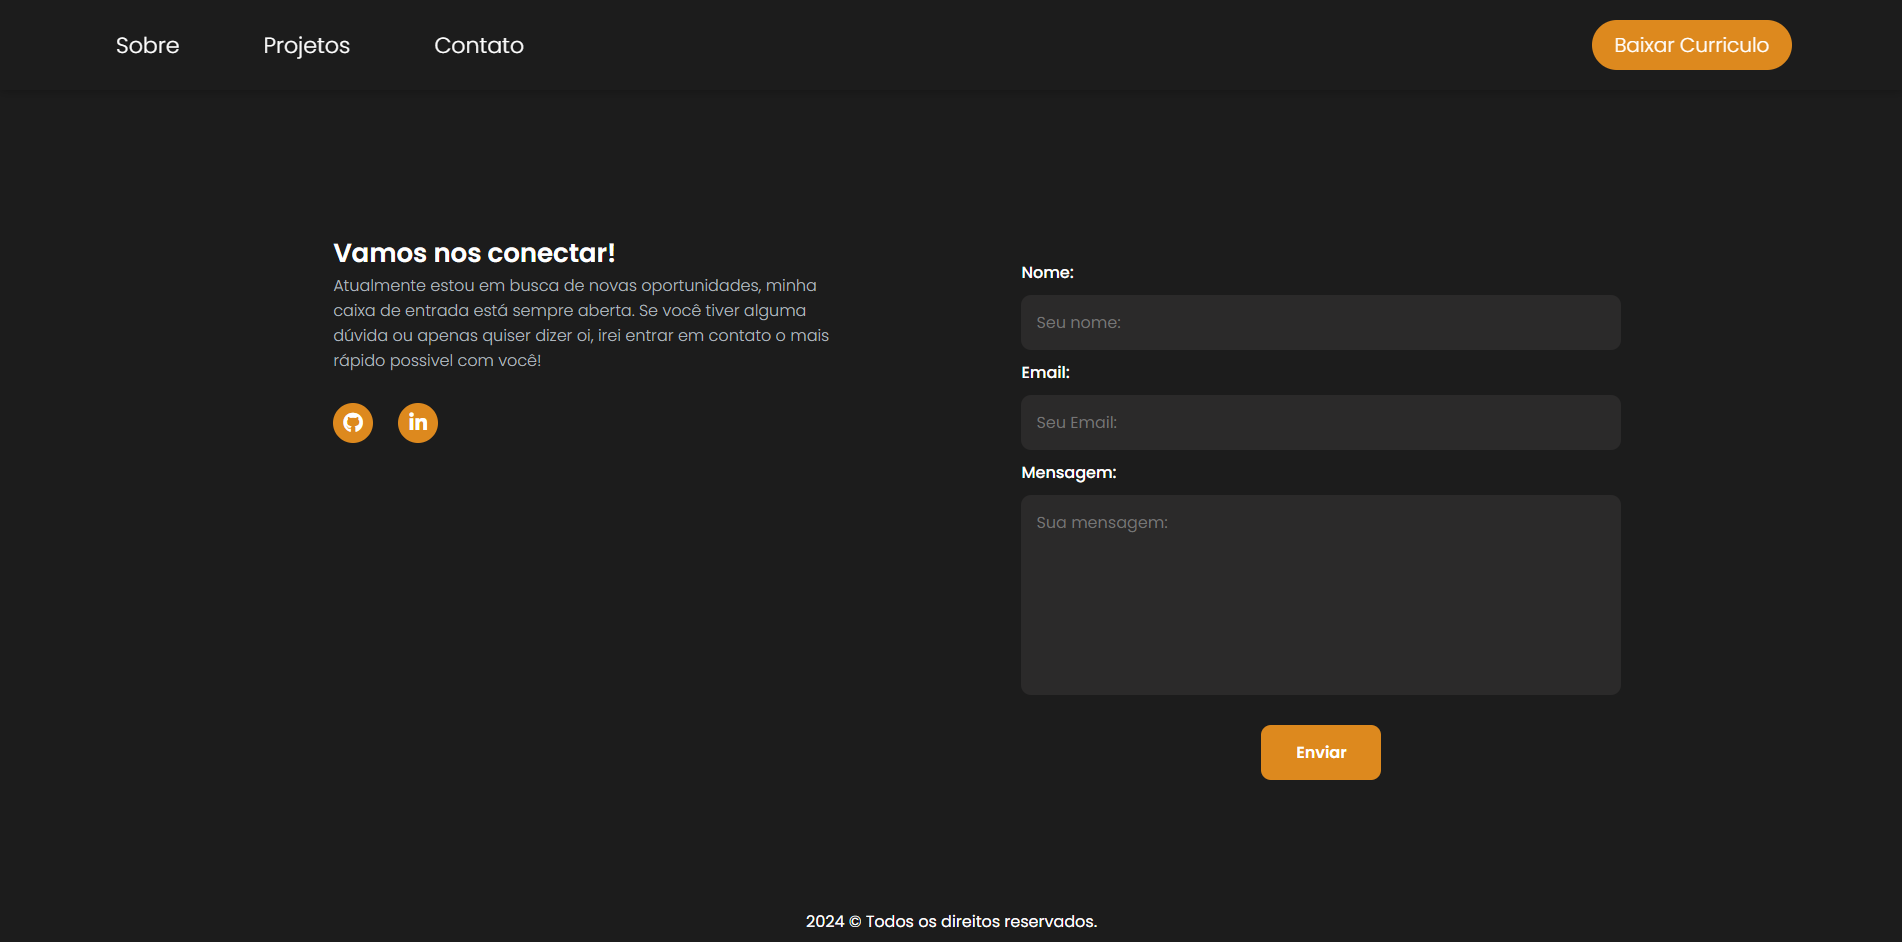 Sobre
Projetos
Contato
Baixar Curriculo
Vamos nos conectar!
Atualmente estou em busca de novas oportunidades, minha
caixa de entrada está sempre aberta. Se você tiver alguma
dúvida ou apenas quiser dizer oi, irei entrar em contato o mais
rápido possivel com você!
in
Nome:
Seu nome:
Email:
Seu Email:
Mensagem:
Sua mensagem:
Enviar
2024 © Todos os direitos reservados.